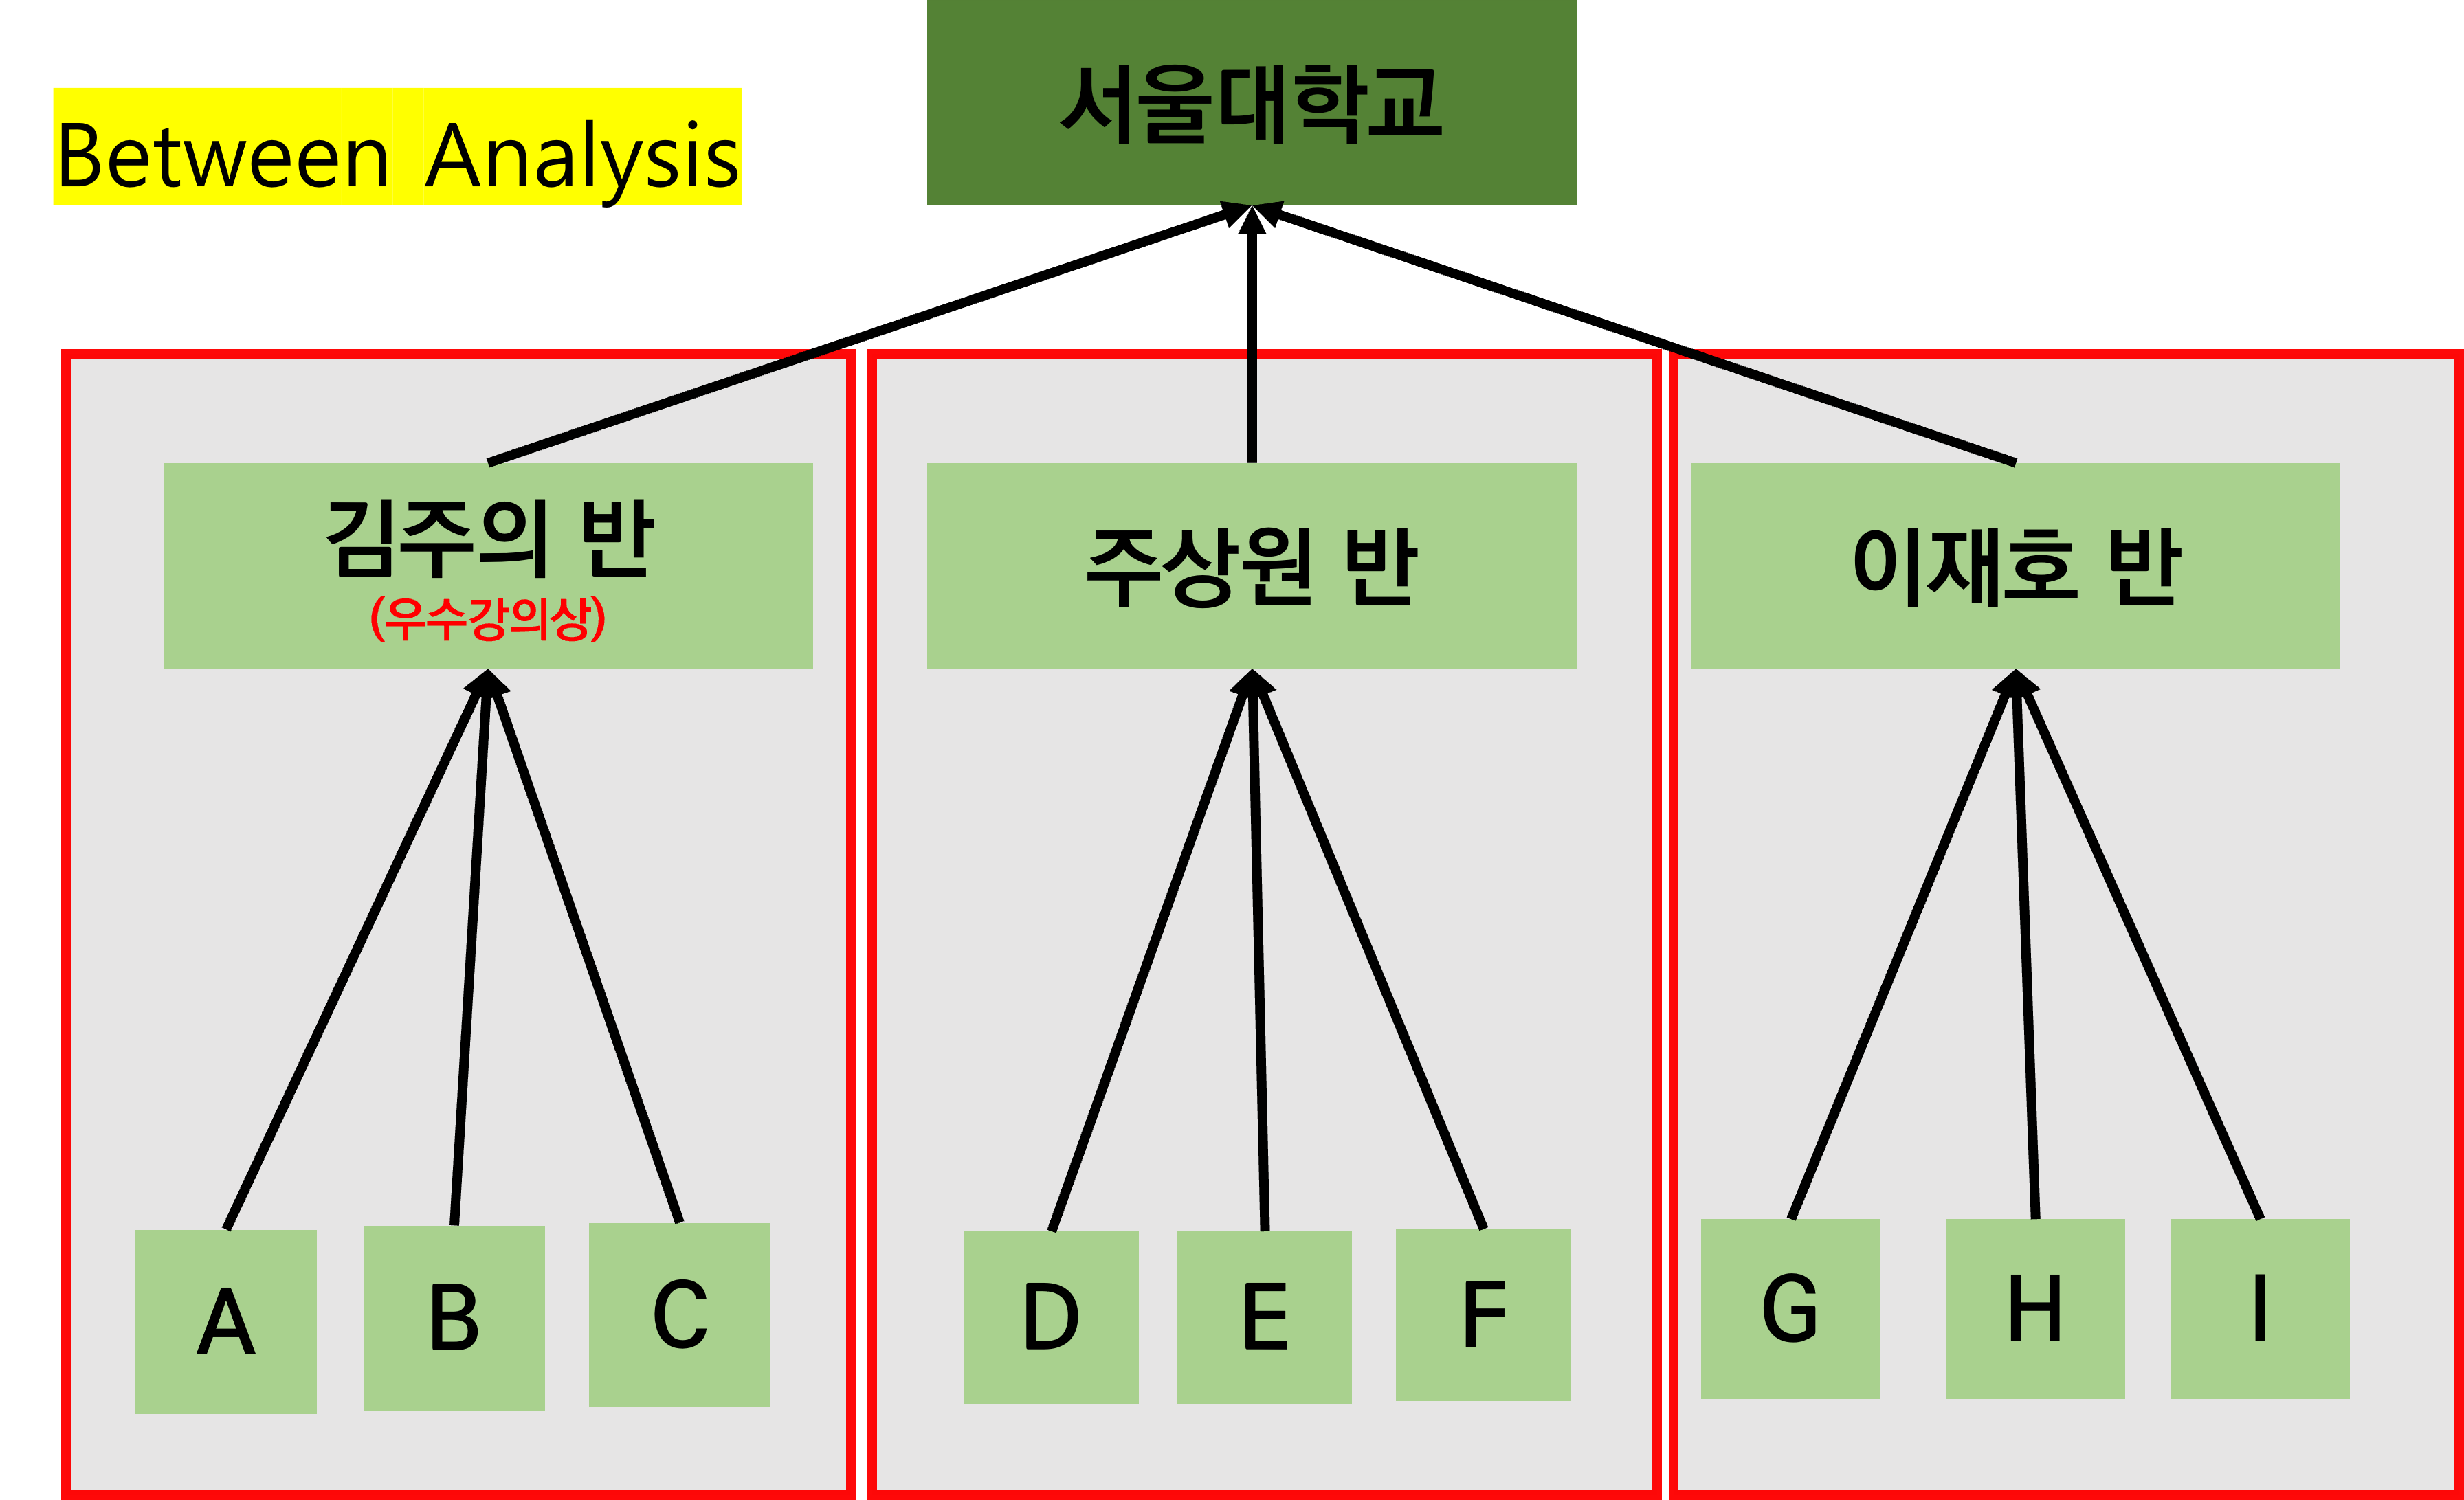 서울대학교
Between Analysis
김주의 반
(우수강의상)
주상원 반
이재호 반
A
B
C
D
E
F
G
H
I